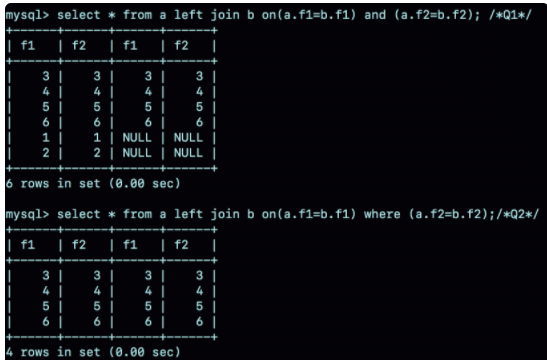 mysql> select * from a left join b on(a.f1=b.f1) and (a.f2=b.f2); /*Q1*/
+------+------+------+------+
| f1   | f2   | f1   | f2   |
+------+------+------+------+
|    3 |    3 |    3 |    3 |
|    4 |    4 |    4 |    4 |
|    5 |    5 |    5 |    5 |
|    6 |    6 |    6 |    6 |
|    1 |    1 | NULL | NULL |
|    2 |    2 | NULL | NULL |
+------+------+------+------+
6 rows in set (0.00 sec)
mysql> select * from a left join b on(a.f1=b.f1) where (a.f2=b.f2);/*Q2*/
+------+------+------+------+
| f1   | f2   | f1   | f2   |
+------+------+------+------+
|    3 |    3 |    3 |    3 |
|    4 |    4 |    4 |    4 |
|    5 |    5 |    5 |    5 |
|    6 |    6 |    6 |    6 |
+------+------+------+------+
4 rows in set (0.00 sec)